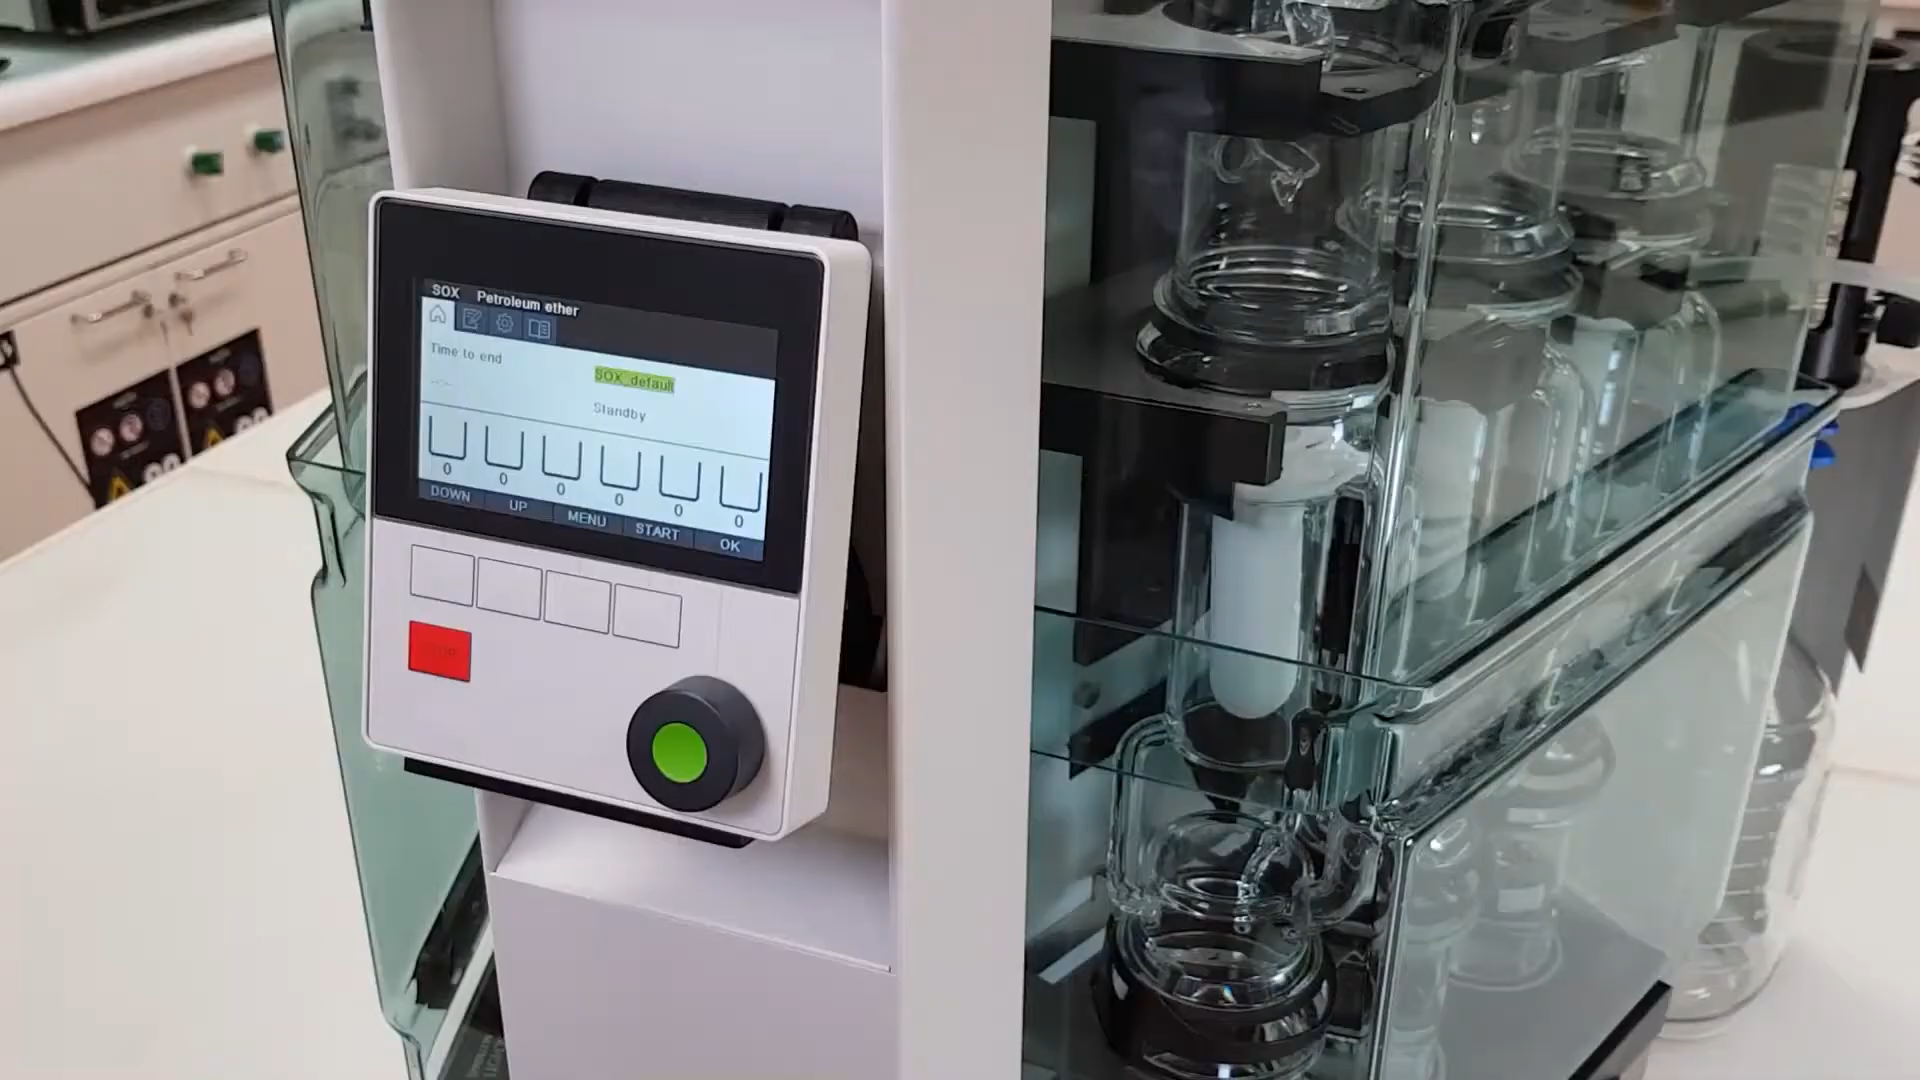 SOX Petroleum ether
Time to end
SOX_default
--:--
Standby
0 0 0 0 0 0
DOWN UP MENU START OK
STOP